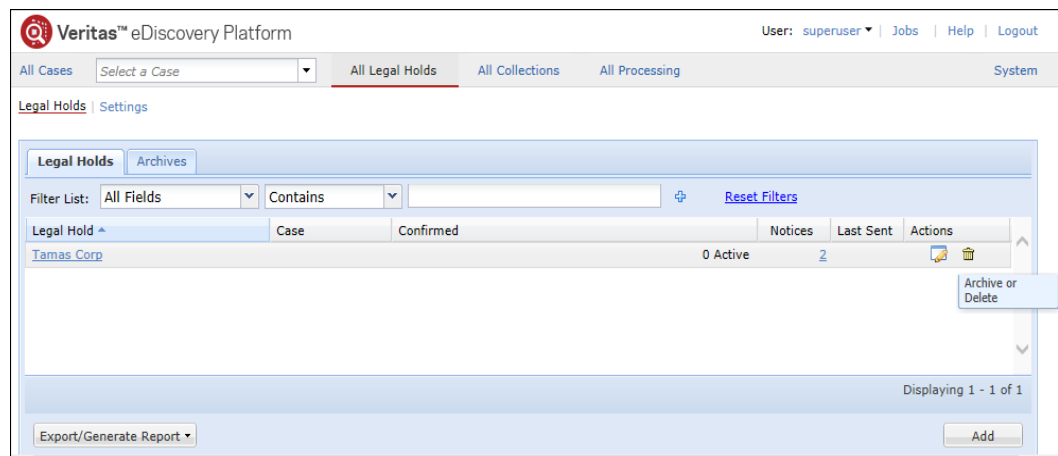 Veritas™ eDiscovery Platform
User: superuser | Jobs | Help | Logout
All Cases Select a Case All Legal Holds All Collections All Processing System
Legal Holds | Settings
Legal Holds Archives
Filter List: All Fields Contains Reset Filters
Legal Hold Case Confirmed Notices Last Sent Actions
Tamas Corp 0 Active 2
Archive or
Delete
Displaying 1 - 1 of 1
Export/Generate Report Add